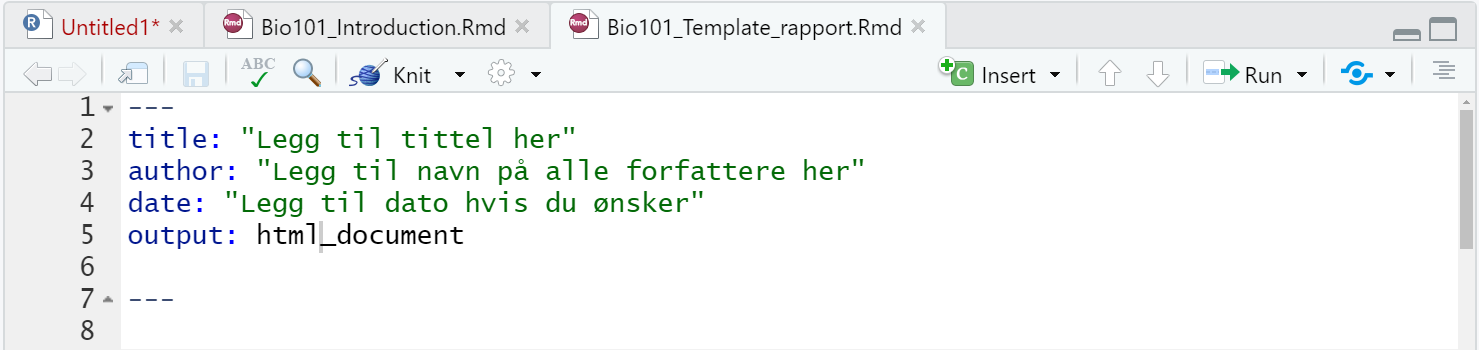 Untitled1* Bio101_Introduction.Rmd Bio101_Template_rapport.Rmd
ABC Knit Insert Run
1 ---
2 title: "Legg til tittel her"
3 author: "Legg til navn på alle forfattere her"
4 date: "Legg til dato hvis du ønsker"
5 output: html_document
6
7 ---
8